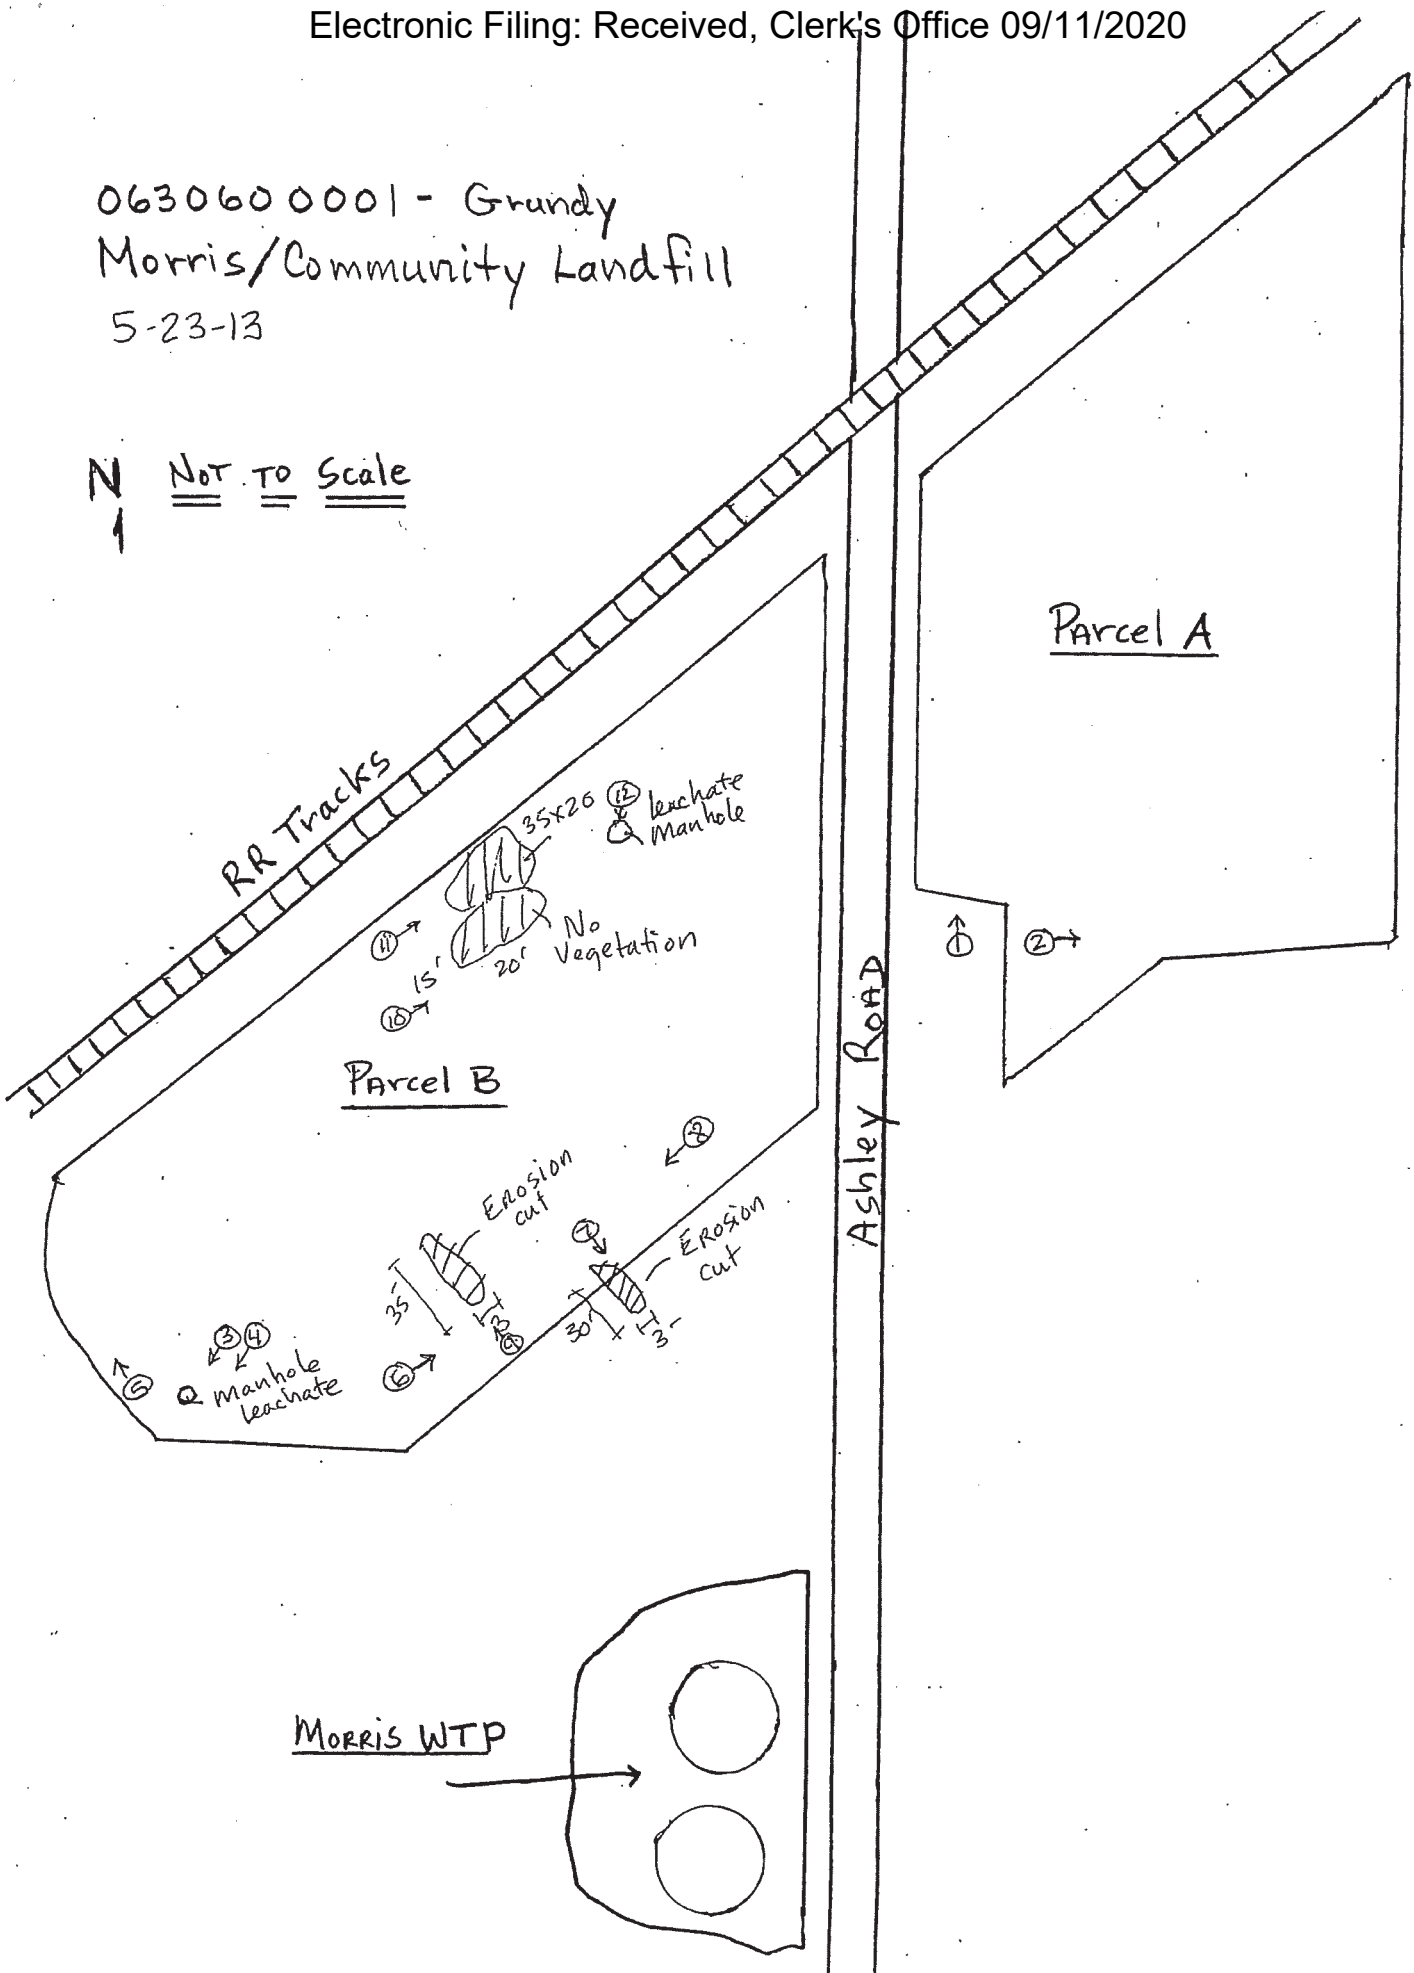 Electronic Filing: Received, Clerk's Office 09/11/2020
0630600001 - Grundy
Morris/Community Landfill
5-23-13
N Not to Scale
Parcel A
RR Tracks
35x20
12
leachate
manhole
11
No
Vegetation
15'
20'
10
1
2
Parcel B
Ashley Road
8
Erosion
cut
7
Erosion
cut
35'
30'
3'
9
3
4
manhole
leachate
5
6
Morris WTP